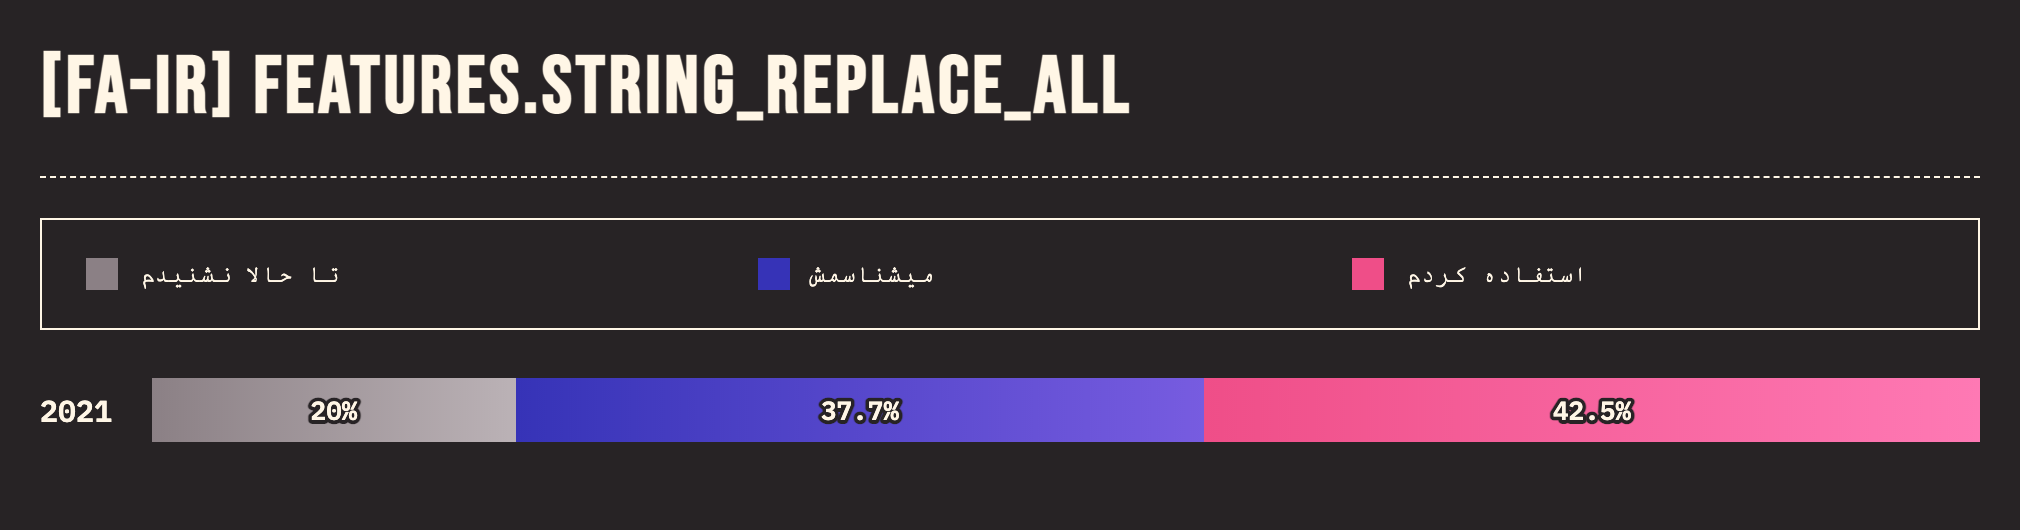 [FA-IR] FEATURES.STRING_REPLACE_ALL
تا حالا نشنیدم
میشناسمش
استفاده کردم
2021 20% 37.7% 42.5%